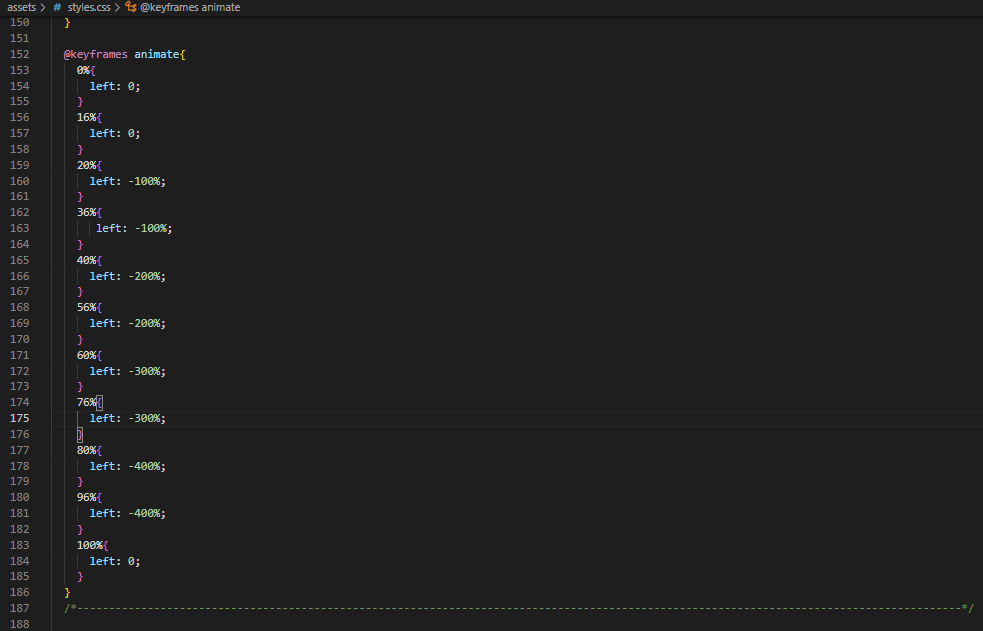 assets > # styles.css > @keyframes animate
150 }
151
152 @keyframes animate{
153 0%{
154 left: 0;
155 }
156 16%{
157 left: 0;
158 }
159 20%{
160 left: -100%;
161 }
162 36%{
163 left: -100%;
164 }
165 40%{
166 left: -200%;
167 }
168 56%{
169 left: -200%;
170 }
171 60%{
172 left: -300%;
173 }
174 76%{
175 left: -300%;
176 }
177 80%{
178 left: -400%;
179 }
180 96%{
181 left: -400%;
182 }
183 100%{
184 left: 0;
185 }
186 }
187 /*------------------------------------------------------------------------------------------------------------------------------------------*/
188